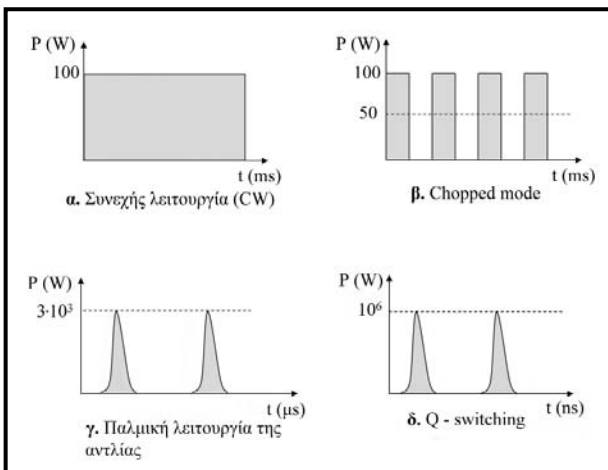 P (W)
100
t (ms)
α. Συνεχής λειτουργία (CW)
P (W)
100
50
t (ms)
β. Chopped mode
P (W)
3·10³
t (μs)
γ. Παλμική λειτουργία της
αντλίας
P (W)
10⁶
t (ns)
δ. Q - switching